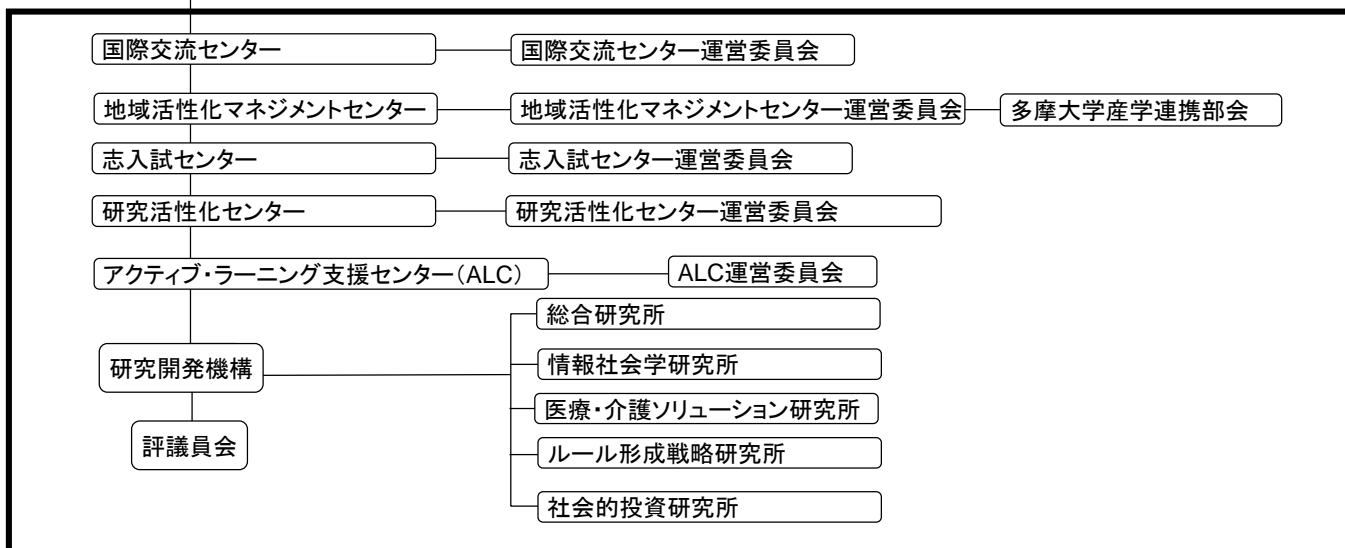 国際交流センター
国際交流センター運営委員会
地域活性化マネジメントセンター
地域活性化マネジメントセンター運営委員会
多摩大学産学連携部会
志入試センター
志入試センター運営委員会
研究活性化センター
研究活性化センター運営委員会
アクティブ・ラーニング支援センター(ALC)
ALC運営委員会
総合研究所
研究開発機構
情報社会学研究所
医療・介護ソリューション研究所
評議員会
ルール形成戦略研究所
社会的投資研究所